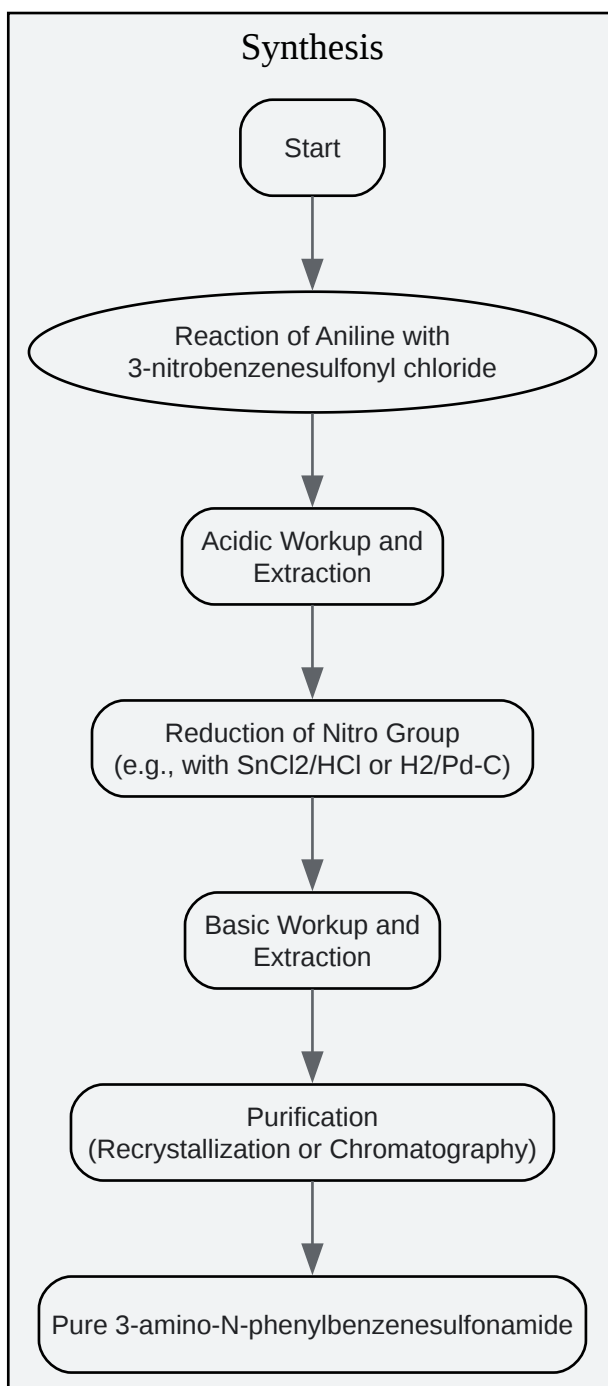 Synthesis
Start
Reaction of Aniline with
3-nitrobenzenesulfonyl chloride
Acidic Workup and
Extraction
Reduction of Nitro Group
(e.g., with SnCl2/HCl or H2/Pd-C)
Basic Workup and
Extraction
Purification
(Recrystallization or Chromatography)
Pure 3-amino-N-phenylbenzenesulfonamide